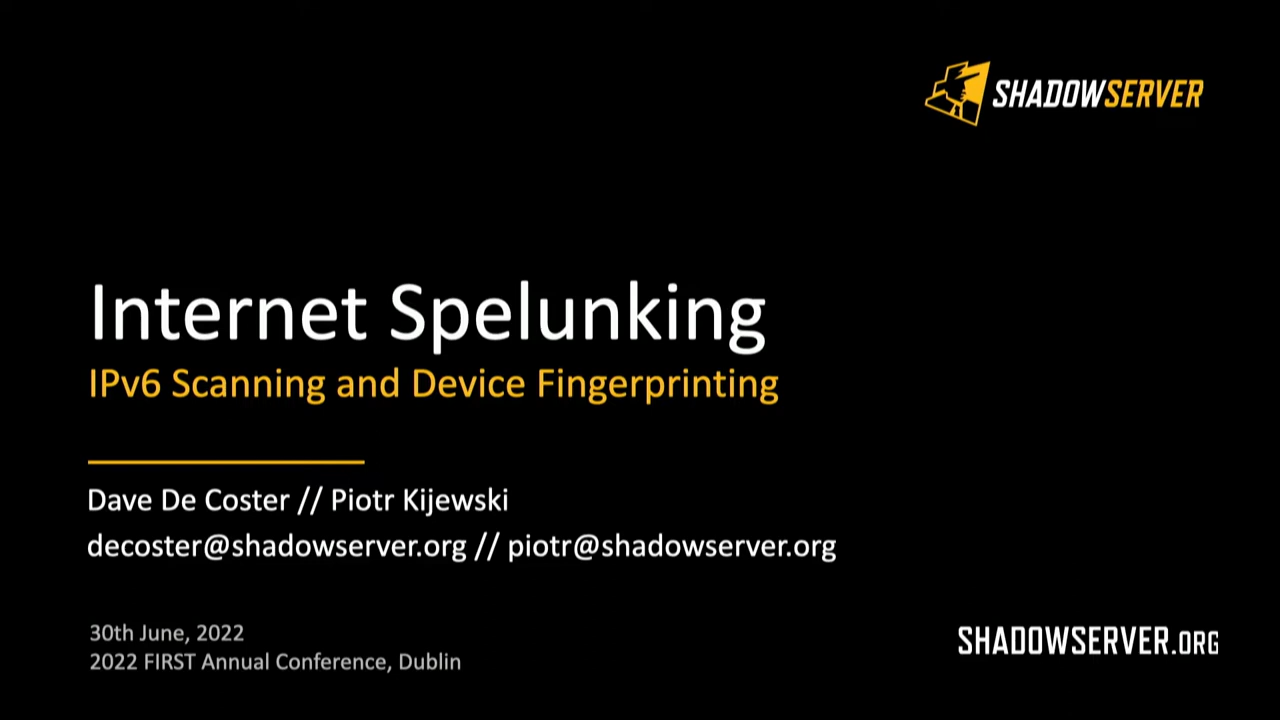 SHADOWSERVER
Internet Spelunking
IPv6 Scanning and Device Fingerprinting
Dave De Coster // Piotr Kijewski
decoster@shadowserver.org // piotr@shadowserver.org
30th June, 2022
2022 FIRST Annual Conference, Dublin
SHADOWSERVER.ORG